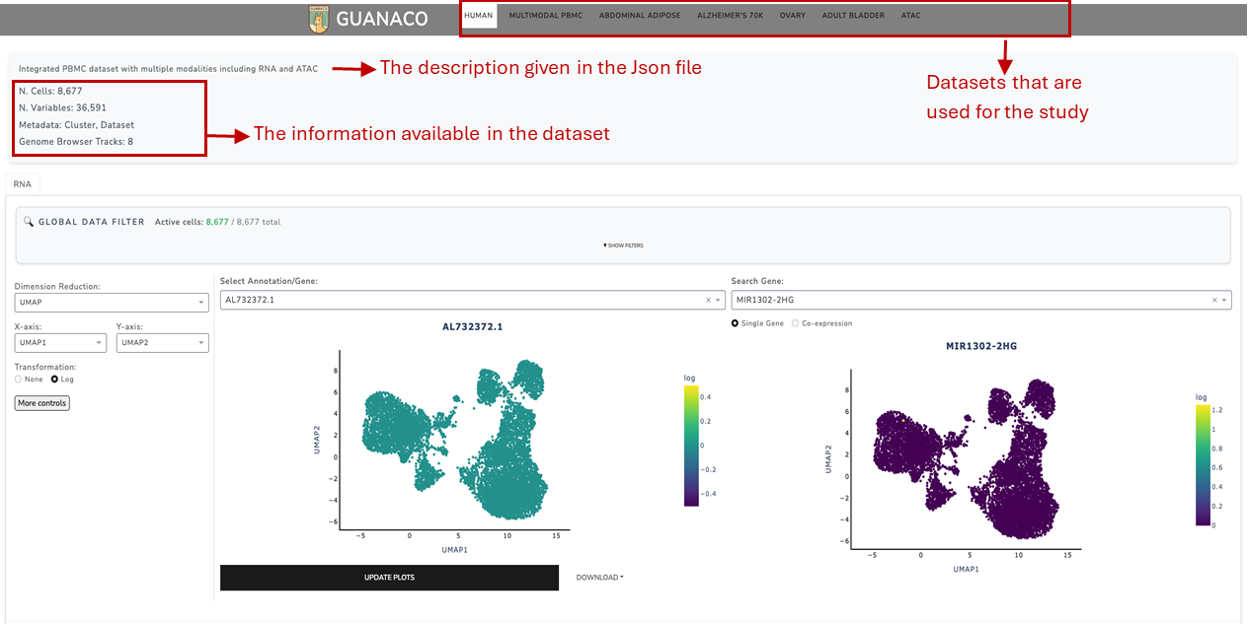 GUANACO
HUMAN MULTIMODAL PBMC ABDOMINAL ADIPOSE ALZHEIMER'S 70K OVARY ADULT BLADDER ATAC
Integrated PBMC dataset with multiple modalities including RNA and ATAC
The description given in the Json file
Datasets that are
used for the study
N. Cells: 8,677
N. Variables: 36,591
Metadata: Cluster, Dataset
Genome Browser Tracks: 8
The information available in the dataset
RNA
GLOBAL DATA FILTER Active cells: 8,677 / 8,677 total
▼ SHOW FILTERS
Dimension Reduction:
UMAP
X-axis: Y-axis:
UMAP1 UMAP2
Transformation:
None Log
More controls
Select Annotation/Gene:
AL732372.1
AL732372.1
8
6
4
2
0
−2
−4
−6
−5 0 5 10 15
UMAP1
UMAP2
log
0.4
0.2
0
−0.2
−0.4
UPDATE PLOTS
DOWNLOAD
Search Gene:
MIR1302-2HG
Single Gene Co-expression
MIR1302-2HG
8
6
4
2
0
−2
−4
−6
−5 0 5 10 15
UMAP1
UMAP2
log
1.2
1
0.8
0.6
0.4
0.2
0